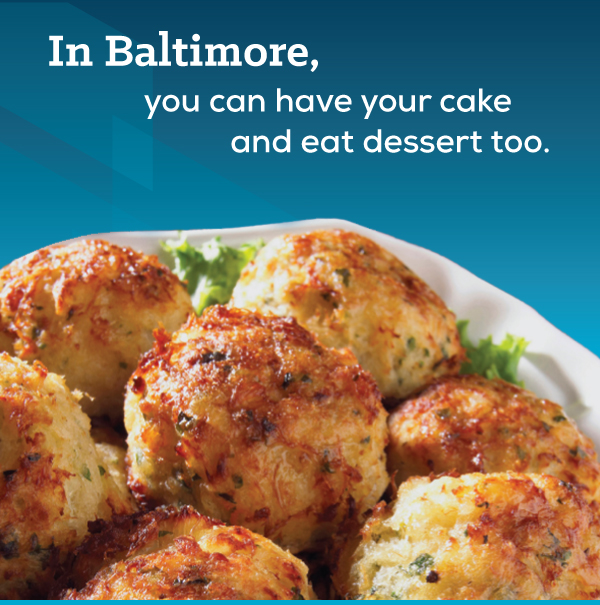 In Baltimore,
you can have your cake
and eat dessert too.